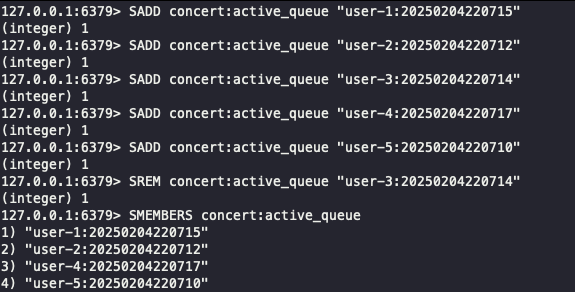 127.0.0.1:6379> SADD concert:active_queue "user-1:20250204220715"
(integer) 1
127.0.0.1:6379> SADD concert:active_queue "user-2:20250204220712"
(integer) 1
127.0.0.1:6379> SADD concert:active_queue "user-3:20250204220714"
(integer) 1
127.0.0.1:6379> SADD concert:active_queue "user-4:20250204220717"
(integer) 1
127.0.0.1:6379> SADD concert:active_queue "user-5:20250204220710"
(integer) 1
127.0.0.1:6379> SREM concert:active_queue "user-3:20250204220714"
(integer) 1
127.0.0.1:6379> SMEMBERS concert:active_queue
1) "user-1:20250204220715"
2) "user-2:20250204220712"
3) "user-4:20250204220717"
4) "user-5:20250204220710"